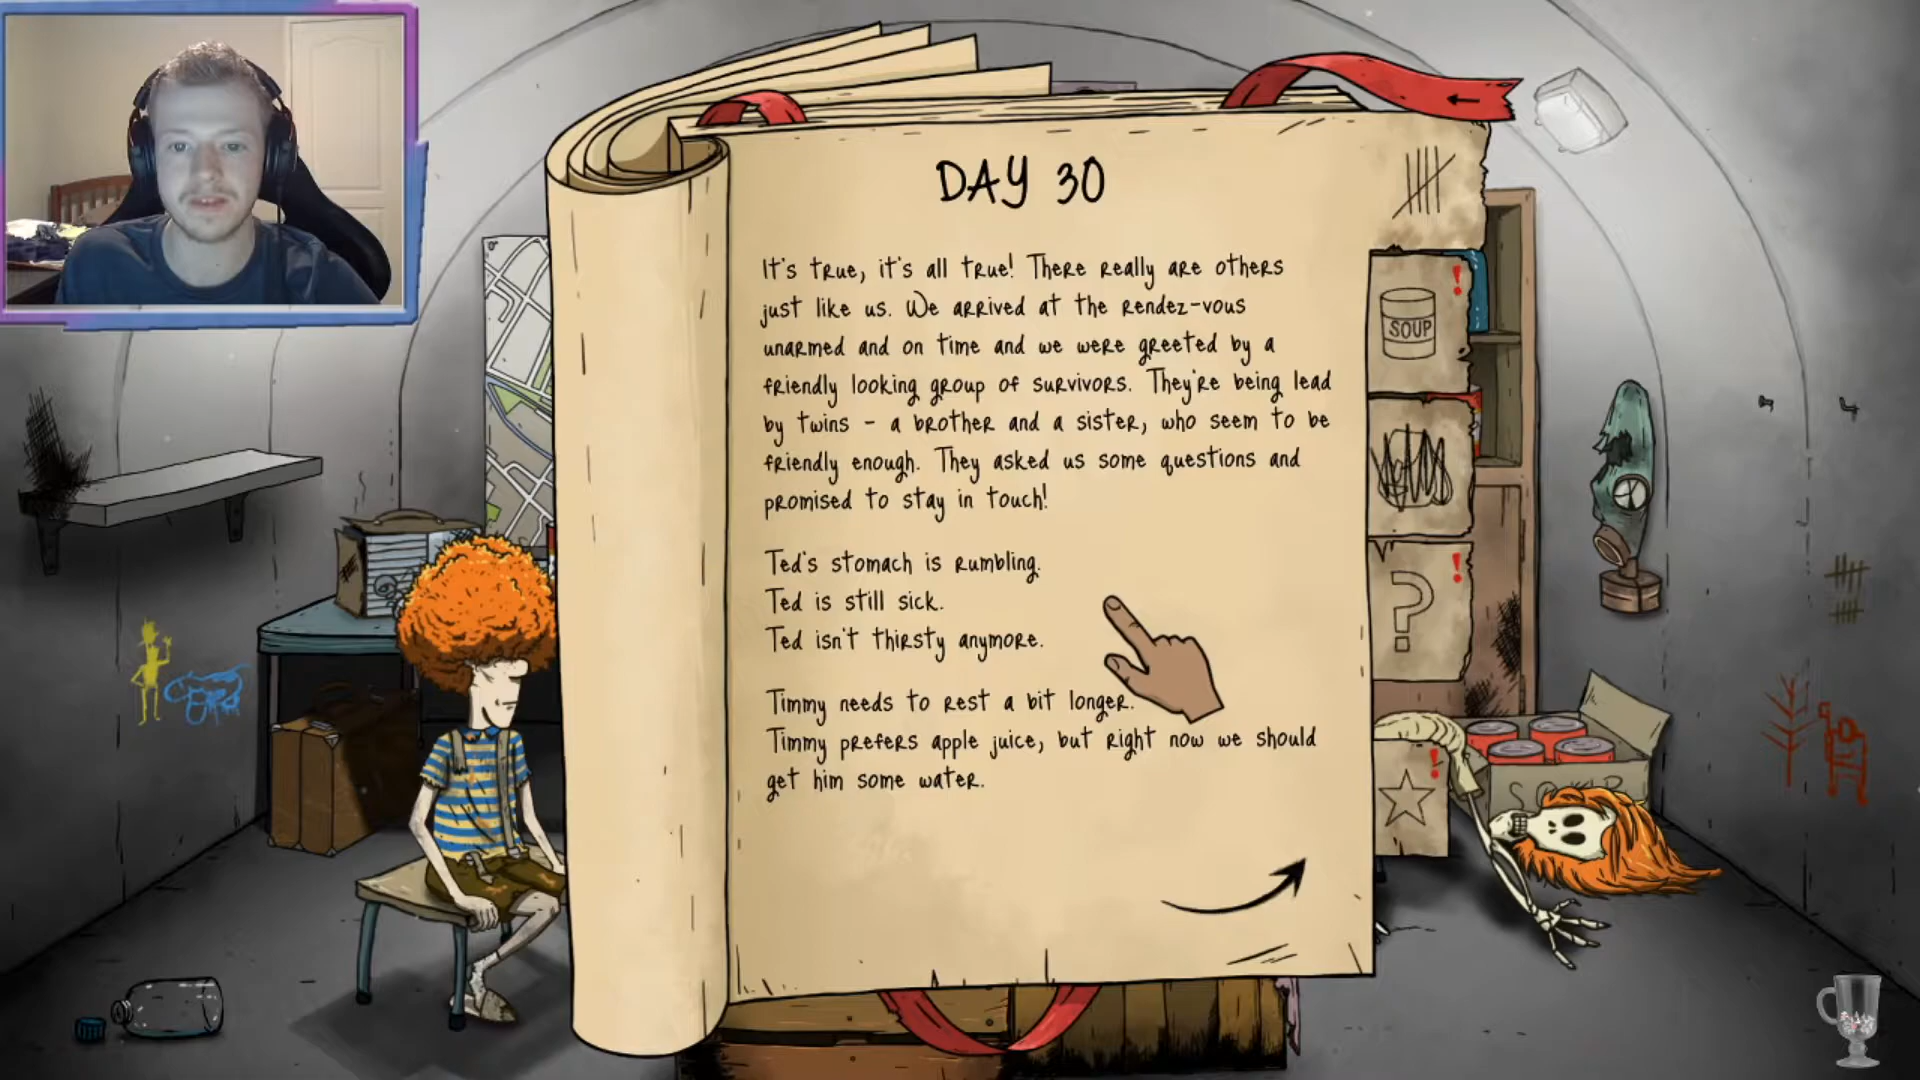 DAY 30
It's true, it's all true! There really are others
just like us. We arrived at the rendez-vous
unarmed and on time and we were greeted by a
friendly looking group of survivors. They're being lead
by twins - a brother and a sister, who seem to be
friendly enough. They asked us some questions and
promised to stay in touch!
Ted's stomach is rumbling.
Ted is still sick.
Ted isn't thirsty anymore.
Timmy needs to rest a bit longer.
Timmy prefers apple juice, but right now we should
get him some water.
!
SOUP
!
?
!